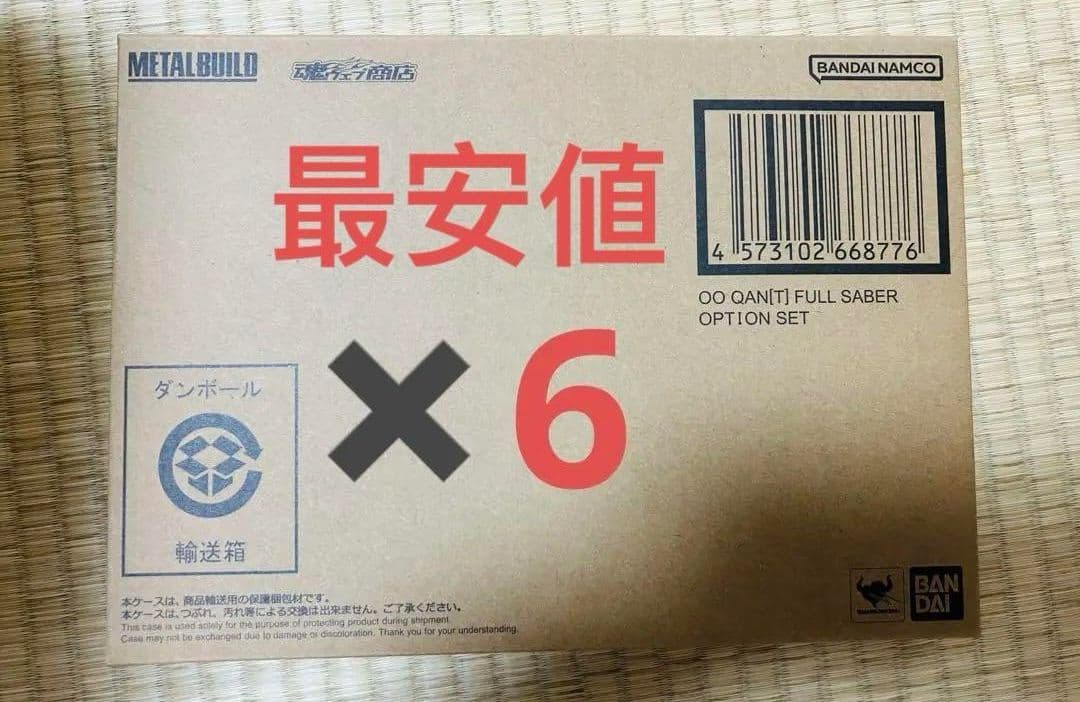 METAL BUILD
魂ウェブ商店
BANDAI NAMCO
最安値
4 573102 668776
OO QAN[T] FULL SABER
OPTION SET
✖6
ダンボール
輸送箱
本ケースは、商品輸送用の保護梱包材です。
本ケースは、つぶれ、汚れ等による交換は出来ません。ご了承ください。
This case is used solely for the purpose of protecting product during shipment.
Case may not be exchanged due to damage or discoloration. Thank you for your understanding.
BAN
DAI